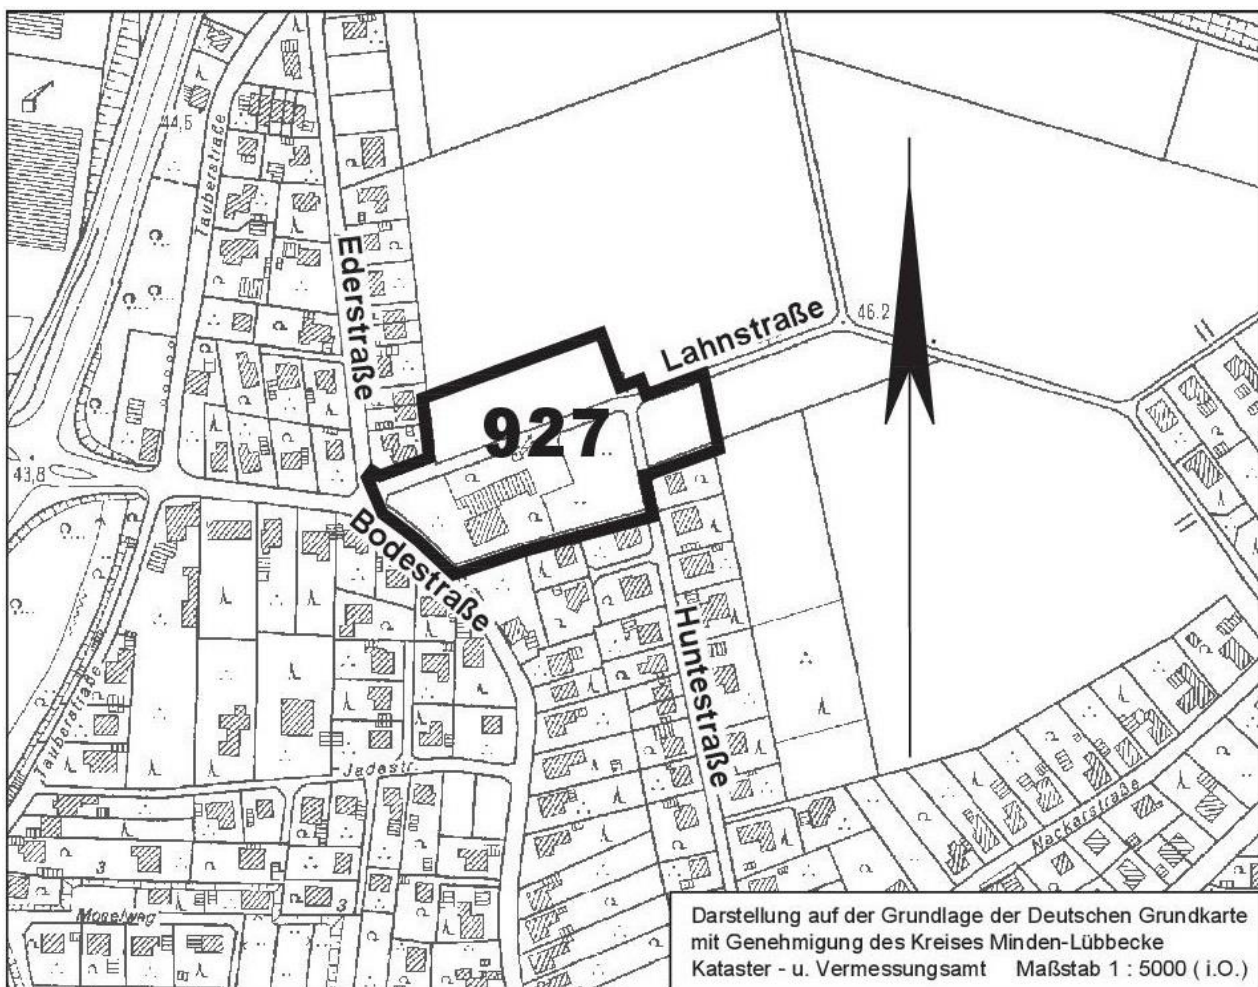 44,5
Tauberstraße
Ederstraße
Lahnstraße
46.2
927
43,8
Bodestraße
Huntestraße
Tauberstraße
Jadestr.
Neckarstraße
3
3
Moselweg
Darstellung auf der Grundlage der Deutschen Grundkarte
mit Genehmigung des Kreises Minden-Lübbecke
Kataster - u. Vermessungsamt Maßstab 1 : 5000 ( i.O.)